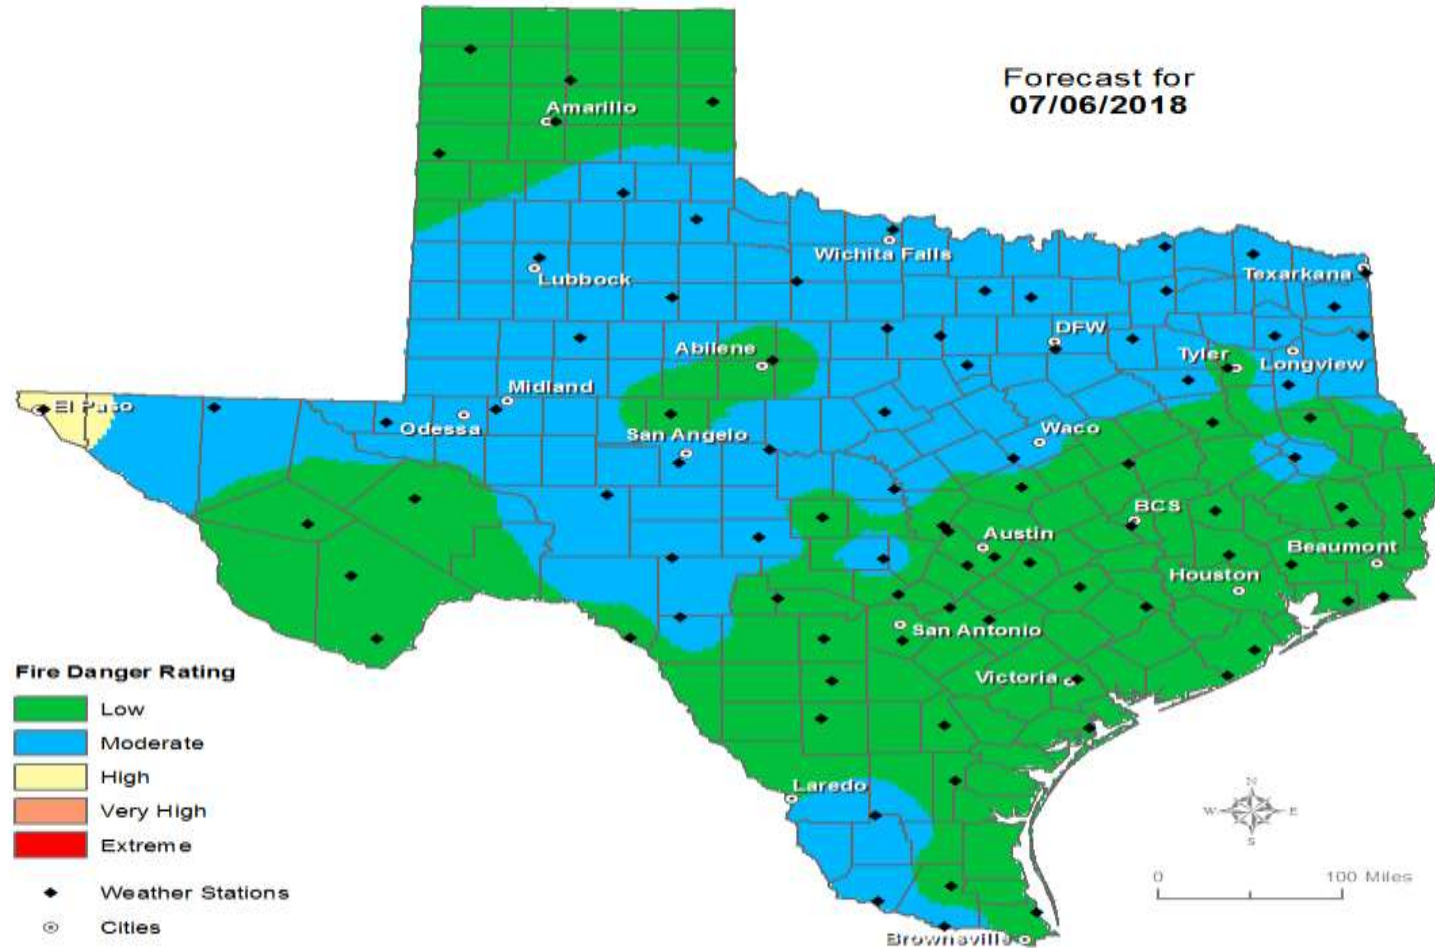 Forecast for
07/06/2018
Amarillo
Wichita Falls
Lubbock
Texarkana
DFW
Abilene
Tyler
Longview
Midland
El Paso
Odessa
San Angelo
Waco
BCS
Austin
Beaumont
Houston
San Antonio
Victoria
Laredo
Brownsville
Fire Danger Rating
Low
Moderate
High
Very High
Extreme
Weather Stations
Cities
N
W E
S
0 100 Miles